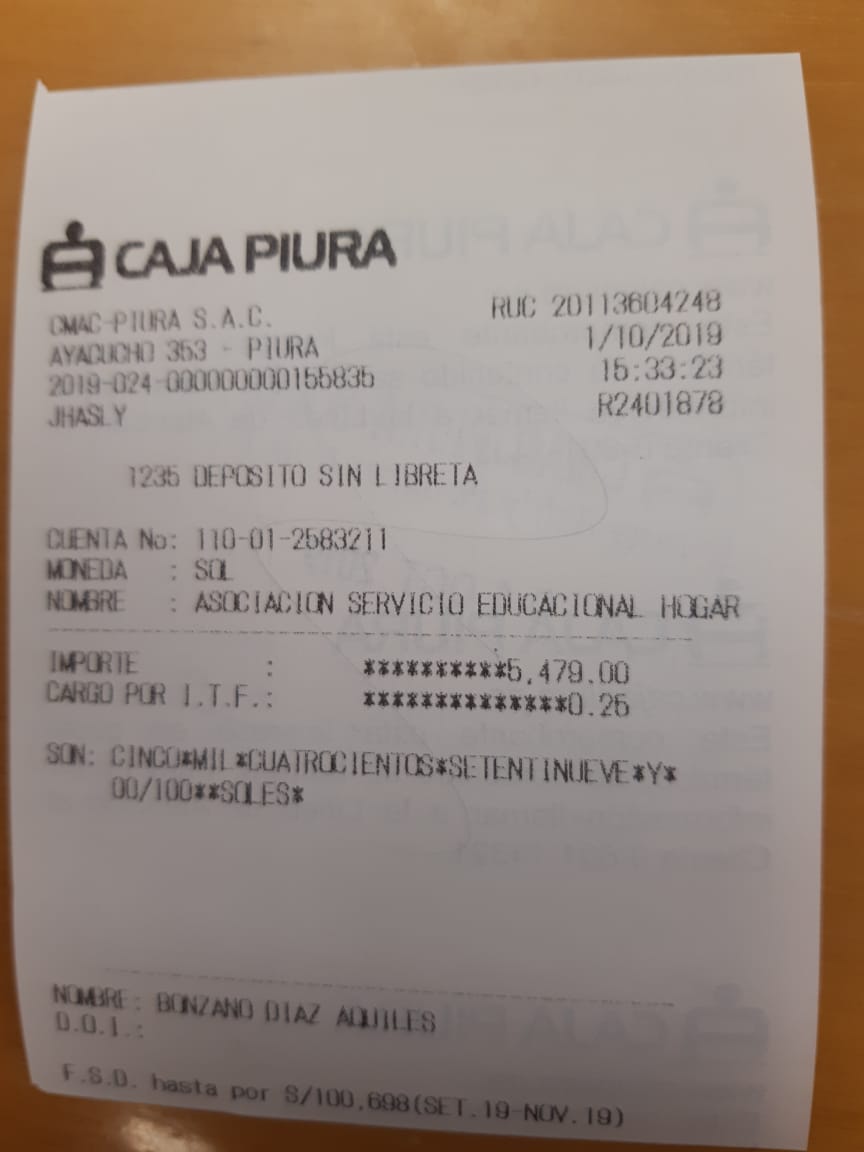 CAJA PIURA
CMAC-PIURA S.A.C. RUC 20113604248
AYACUCHO 353 - PIURA 1/10/2019
2019-024-000000000155835 15:33:23
JHASLY R2401878
1235 DEPOSITO SIN LIBRETA
CUENTA No: 110-01-2583211
MONEDA : SOL
NOMBRE : ASOCIACION SERVICIO EDUCACIONAL HOGAR
IMPORTE : **********5,479.00
CARGO POR I.T.F.: **************0.25
SON: CINCO*MIL*CUATROCIENTOS*SETENTINUEVE*Y*
00/100**SOLES*
NOMBRE: BONZANO DIAZ AQUILES
D.O.I.:
F.S.D. hasta por S/100,698(SET.19-NOV.19)